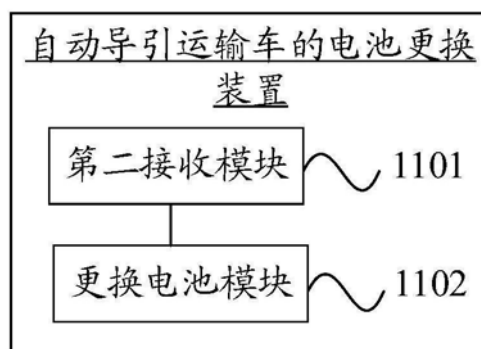 自动导引运输车的电池更换
装置
第二接收模块
1101
更换电池模块
1102